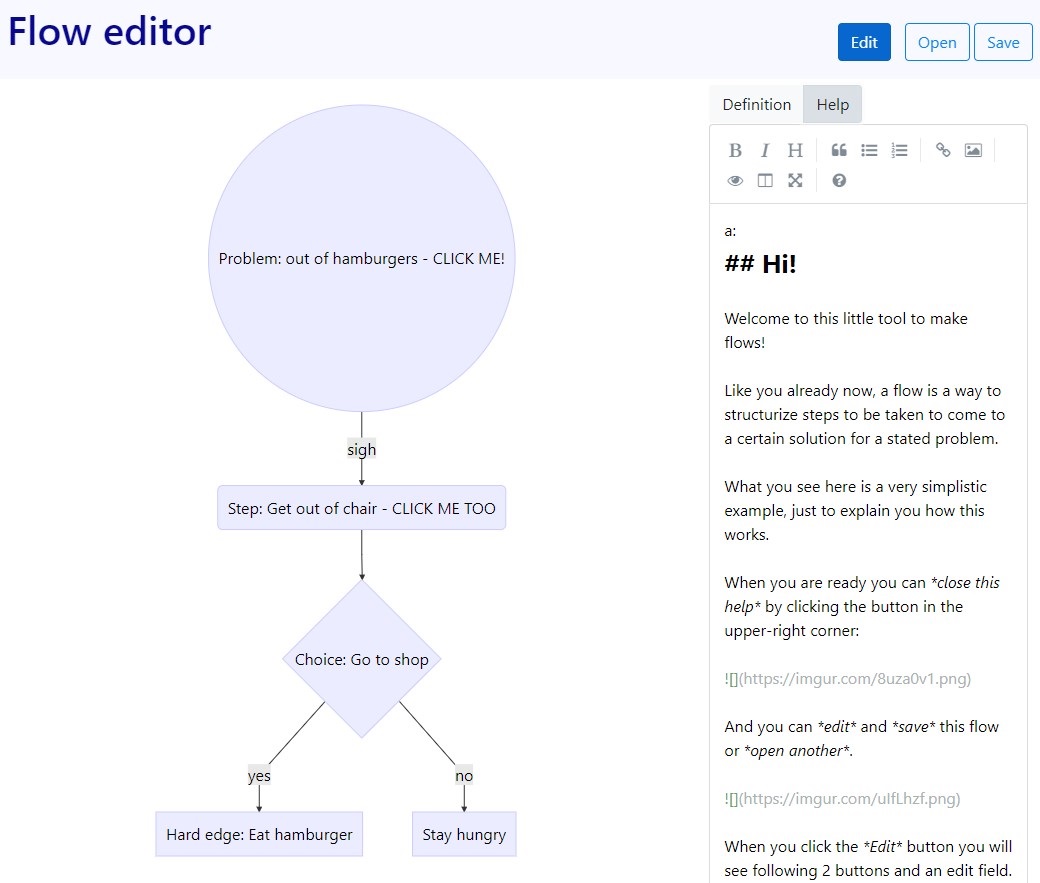 Flow editor
Edit
Open
Save
Problem: out of hamburgers - CLICK ME!
sigh
Step: Get out of chair - CLICK ME TOO
Choice: Go to shop
yes
no
Hard edge: Eat hamburger
Stay hungry
Definition
Help
B I H
a:
## Hi!
Welcome to this little tool to make
flows!
Like you already now, a flow is a way to
structurize steps to be taken to come to
a certain solution for a stated problem.
What you see here is a very simplistic
example, just to explain you how this
works.
When you are ready you can *close this
help* by clicking the button in the
upper-right corner:
![](https://imgur.com/8uza0v1.png)
And you can *edit* and *save* this flow
or *open another*.
![](https://imgur.com/uIfLhzf.png)
When you click the *Edit* button you will
see following 2 buttons and an edit field.